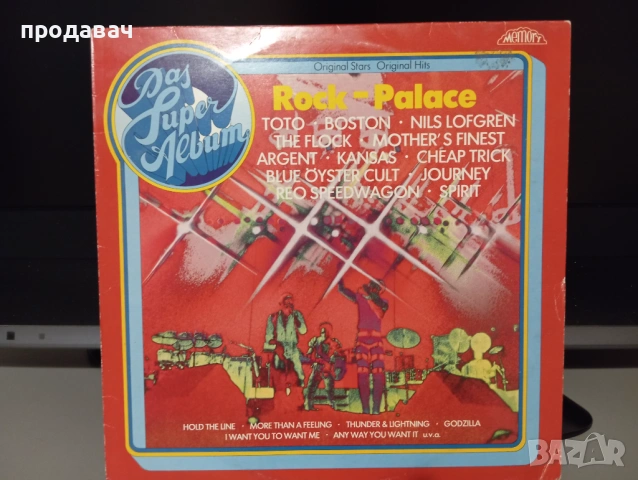 продавач
Memory
Das
Super
Album
Original Stars Original Hits
Rock-Palace
TOTO · BOSTON · NILS LOFGREN
THE FLOCK · MOTHER'S FINEST
ARGENT · KANSAS · CHEAP TRICK
BLUE ÖYSTER CULT · JOURNEY
REO SPEEDWAGON · SPIRIT
HOLD THE LINE · MORE THAN A FEELING · THUNDER & LIGHTNING · GODZILLA
I WANT YOU TO WANT ME · ANY WAY YOU WANT IT u.v.a.
BAZAR
bg